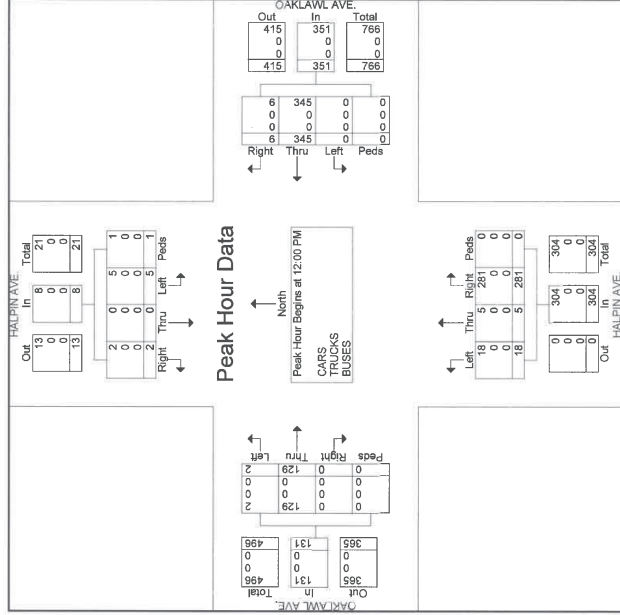 OAKLAWL AVE.
Out In Total
415 351 766
0 0 0
0 0 0
415 351 766
6 345 0 0
0 0 0 0
0 0 0 0
6 345 0 0
Right Thru Left Peds
HALPIN AVE.
Out In Total
13 8 21
0 0 0
0 0 0
13 8 21
2 0 5 1
0 0 0 0
0 0 0 0
2 0 5 1
Right Thru Left Peds
Peak Hour Data
North
Peak Hour Begins at 12:00 PM
CARS
TRUCKS
BUSES
Left Thru Right Peds
18 5 281 0
0 0 0 0
0 0 0 0
18 5 281 0
Out In Total
0 304 304
0 0 0
0 0 0
0 304 304
HALPIN AVE.
Left Thru Right Peds
2 129 0 0
0 0 0 0
0 0 0 0
2 129 0 0
496 131 365
0 0 0
0 0 0
496 131 365
Total In Out
OAKLAWL AVE.